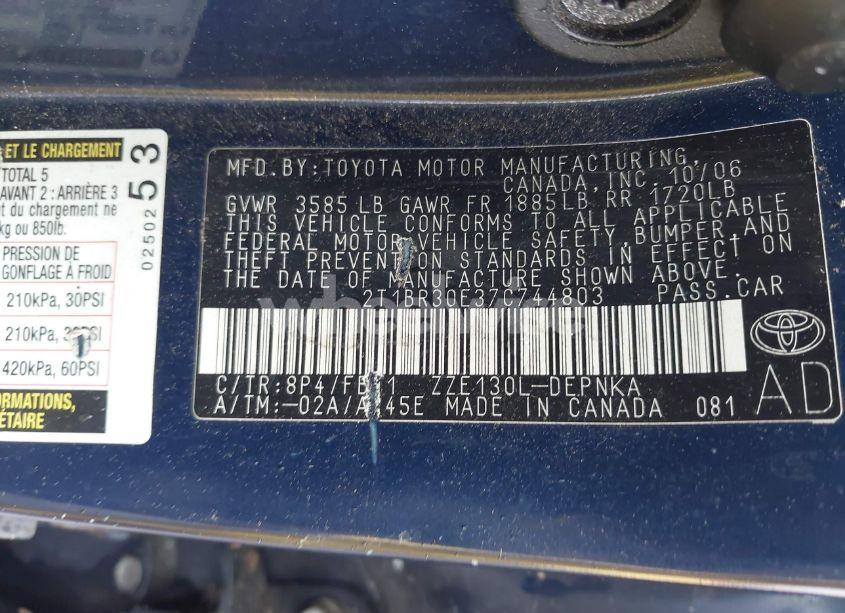 ET LE CHARGEMENT
TOTAL 5
AVANT 2 : ARRIÈRE 3
du chargement ne
kg ou 850lb.
PRESSION DE
GONFLAGE À FROID
210kPa, 30PSI
210kPa,
420kPa, 60PSI
FORMATIONS,
ÉTAIRE
02502
53
MFD.BY:TOYOTA MOTOR MANUFACTURING,
CANADA,INC. 10/06
GVWR 3585 LB GAWR FR 1885LB RR 1720LB
THIS VEHICLE CONFORMS TO ALL APPLICABLE
FEDERAL MOTOR VEHICLE SAFETY,BUMPER,AND
THEFT PREVENTION STANDARDS IN EFFECT ON
THE DATE OF MANUFACTURE SHOWN ABOVE.
PASS.CAR
C/TR:8P4/FB 1 ZZE130L-DEPNKA
A/TM:-02A/A 45E MADE IN CANADA 081
AD